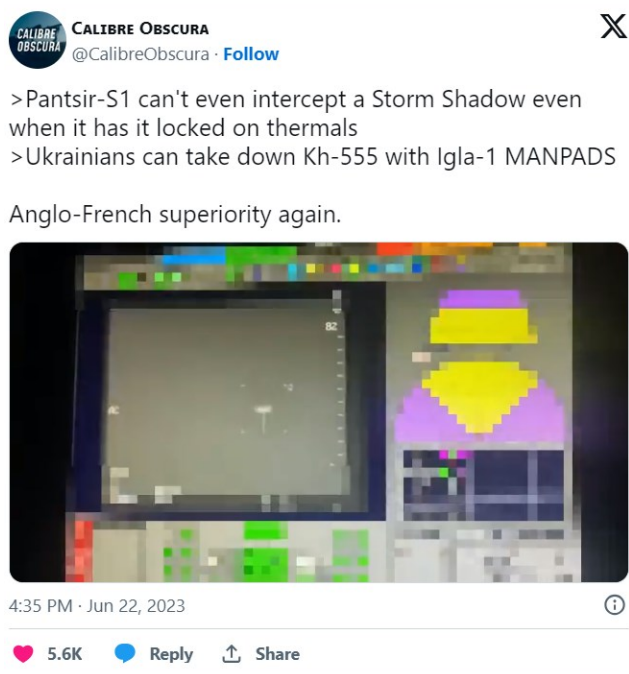 CALIBRE OBSCURA
CALIBRE
OBSCURA
@CalibreObscura · Follow
>Pantsir-S1 can't even intercept a Storm Shadow even
when it has it locked on thermals
>Ukrainians can take down Kh-555 with Igla-1 MANPADS
Anglo-French superiority again.
82
4:35 PM · Jun 22, 2023
5.6K
Reply
Share